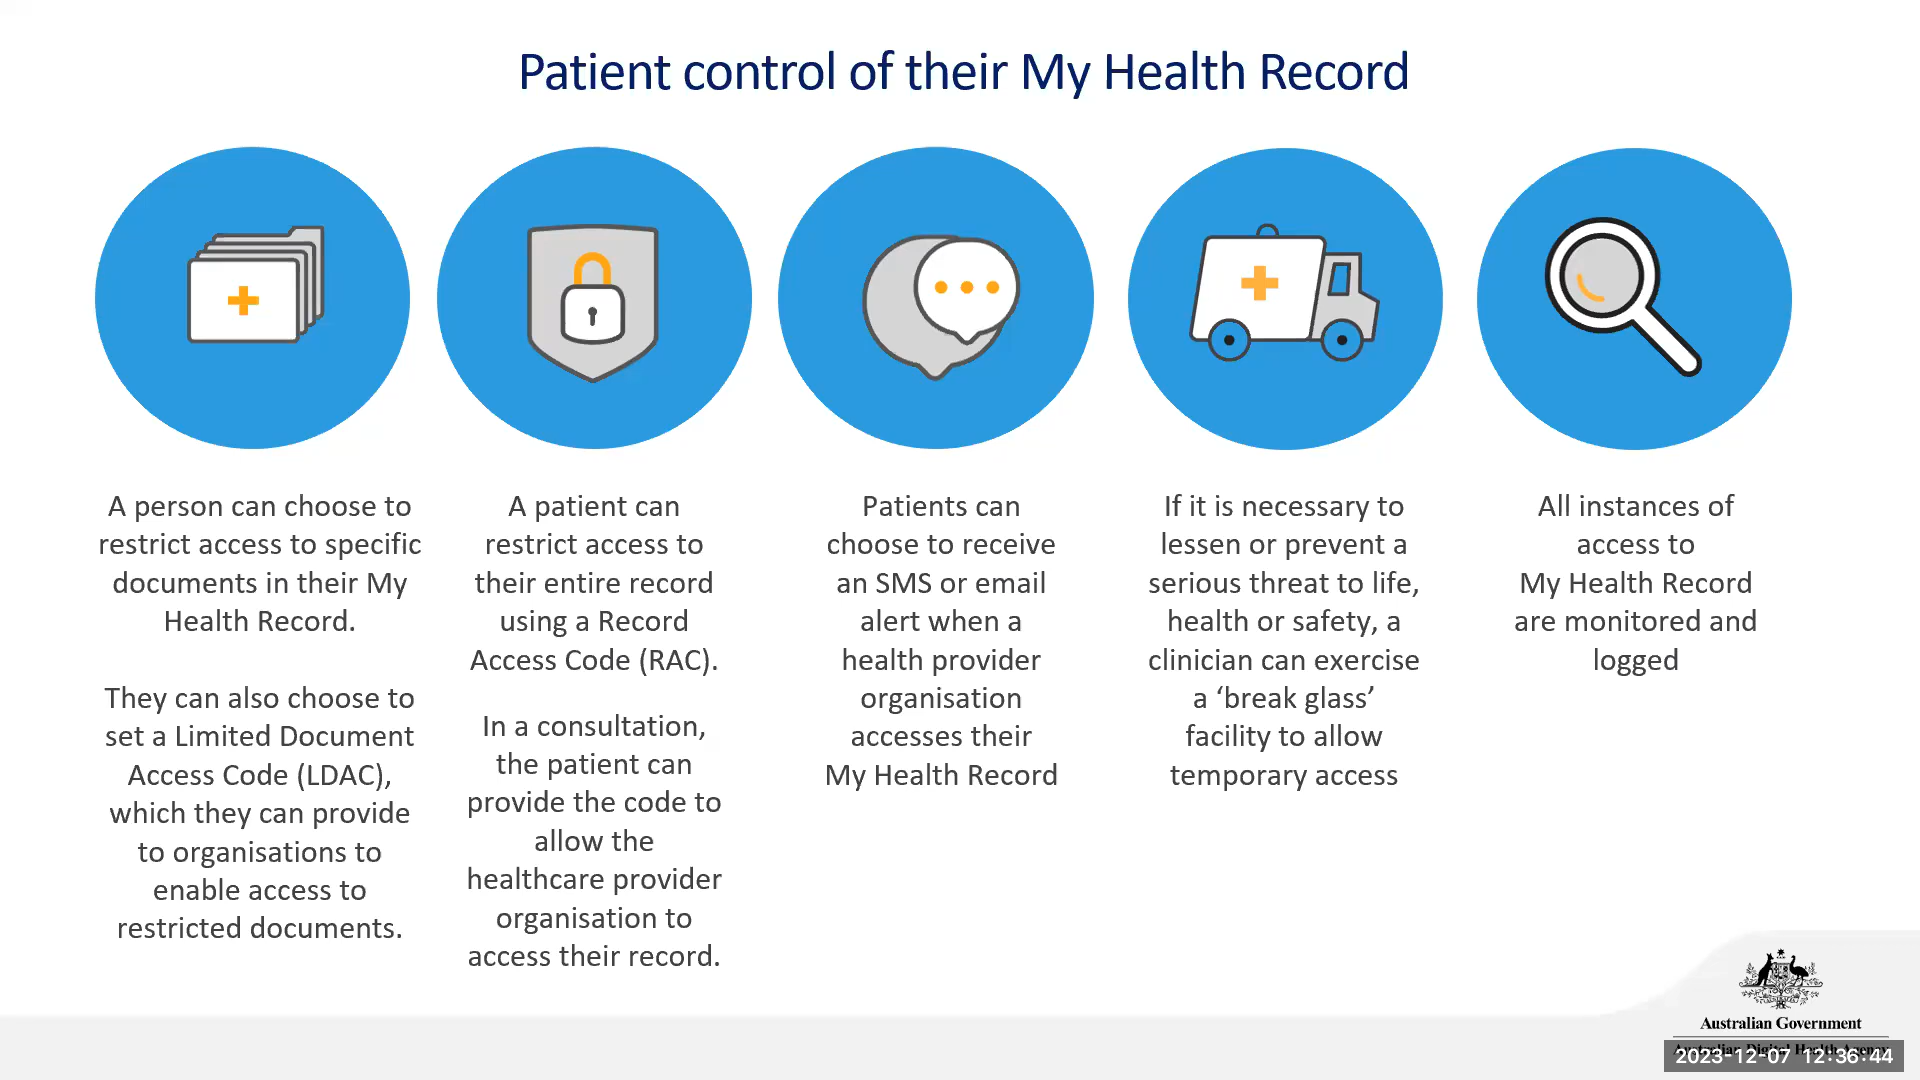 Patient control of their My Health Record
A person can choose to
restrict access to specific
documents in their My
Health Record.
They can also choose to
set a Limited Document
Access Code (LDAC),
which they can provide
to organisations to
enable access to
restricted documents.
A patient can
restrict access to
their entire record
using a Record
Access Code (RAC).
In a consultation,
the patient can
provide the code to
allow the
healthcare provider
organisation to
access their record.
Patients can
choose to receive
an SMS or email
alert when a
health provider
organisation
accesses their
My Health Record
If it is necessary to
lessen or prevent a
serious threat to life,
health or safety, a
clinician can exercise
a ‘break glass’
facility to allow
temporary access
All instances of
access to
My Health Record
are monitored and
logged
Australian Government
Australian Digital Health Agency
2023-12-07 12:36:44